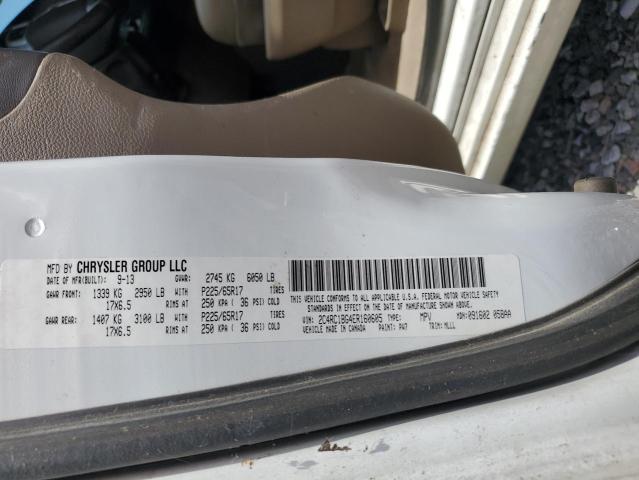 MFD BY CHRYSLER GROUP LLC
DATE OF MFR(BUILT): 9-13 GVWR: 2745 KG 6050 LB
GAWR FRONT: 1339 KG 2950 LB WITH P225/65R17 TIRES
17X6.5 RIMS AT 250 KPA ( 36 PSI) COLD
GAWR REAR: 1407 KG 3100 LB WITH P225/65R17 TIRES
17X6.5 RIMS AT 250 KPA ( 36 PSI) COLD
THIS VEHICLE CONFORMS TO ALL APPLICABLE U.S.A. FEDERAL MOTOR VEHICLE SAFETY
STANDARDS IN EFFECT ON THE DATE OF MANUFACTURE SHOWN ABOVE.
VIN: 2C4RC1BG4ER160605 TYPE: MPV MDH: 091602 058AA
VEHICLE MADE IN CANADA PAINT: PW7 TRIM: MLLL